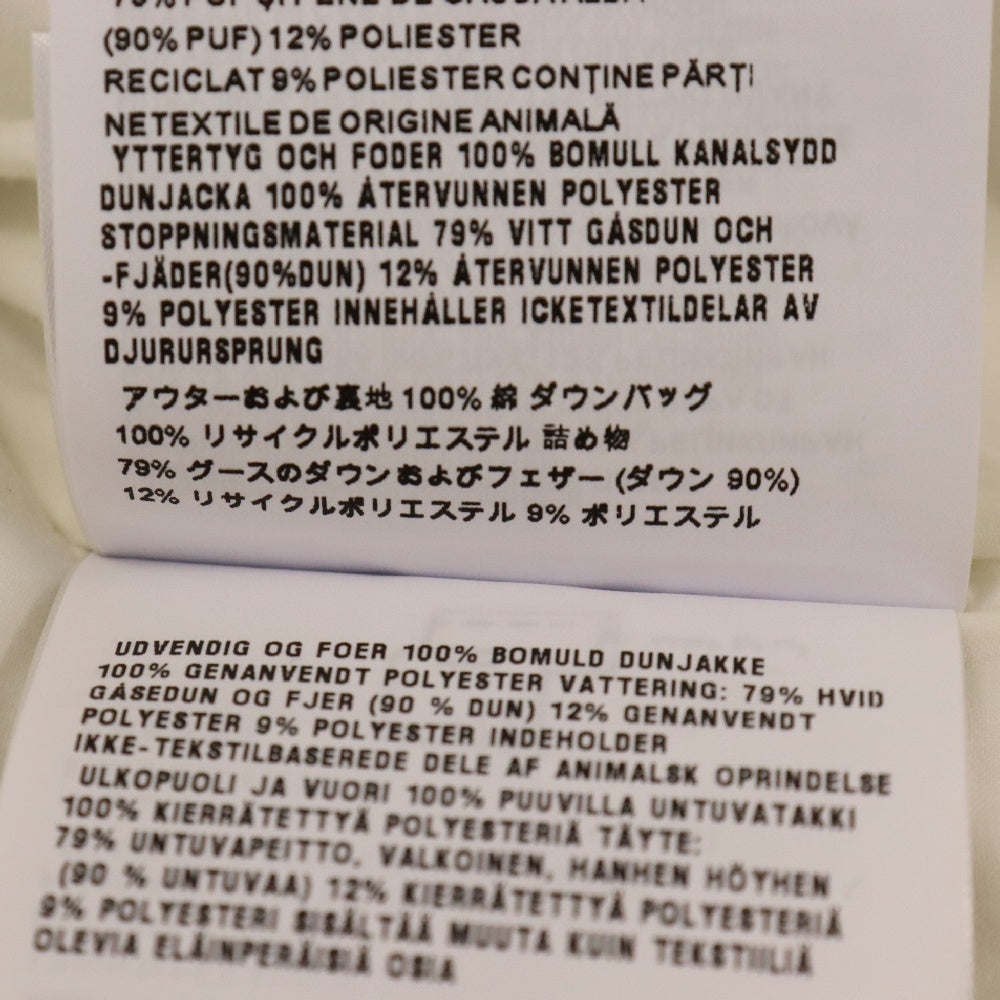 (90% PUF) 12% POLIESTER
RECICLAT 9% POLIESTER CONȚINE PĂRȚI
NETEXTILE DE ORIGINE ANIMALĂ
YTTERTYG OCH FODER 100% BOMULL KANALSYDD
DUNJACKA 100% ÅTERVUNNEN POLYESTER
STOPPNINGSMATERIAL 79% VITT GÅSDUN OCH
-FJÄDER(90%DUN) 12% ÅTERVUNNEN POLYESTER
9% POLYESTER INNEHÅLLER ICKETEXTILDELAR AV
DJURURSPRUNG
アウターおよび裏地 100% 綿 ダウンバッグ
100% リサイクルポリエステル 詰め物
79% グースのダウンおよびフェザー (ダウン 90%)
12% リサイクルポリエステル 9% ポリエステル
UDVENDIG OG FOER 100% BOMULD DUNJAKKE
100% GENANVENDT POLYESTER VATTERING: 79% HVID
GÅSEDUN OG FJER (90 % DUN) 12% GENANVENDT
POLYESTER 9% POLYESTER INDEHOLDER
IKKE-TEKSTILBASEREDE DELE AF ANIMALSK OPRINDELSE
ULKOPUOLI JA VUORI 100% PUUVILLA UNTUVATAKKI
100% KIERRÄTETTYÄ POLYESTERIÄ TÄYTE:
79% UNTUVAPEITTO, VALKOINEN, HANHEN HÖYHEN
(90 % UNTUVAA) 12% KIERRÄTETTYÄ POLYESTERIÄ
9% POLYESTERI SISÄLTÄÄ MUUTA KUIN TEKSTIILIÄ
OLEVIA ELÄINPERÄISIÄ OSIA